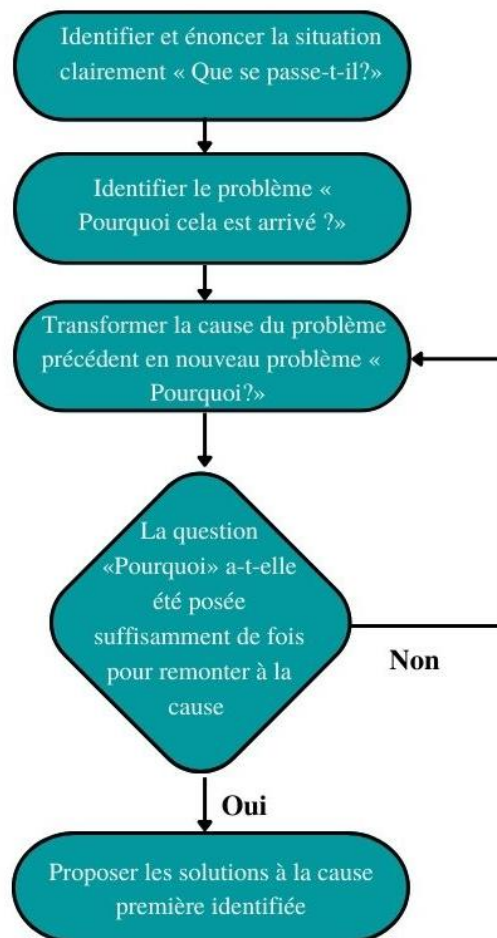 Identifier et énoncer la situation
clairement « Que se passe-t-il?»
Identifier le problème «
Pourquoi cela est arrivé ?»
Transformer la cause du problème
précédent en nouveau problème «
Pourquoi?»
La question
«Pourquoi» a-t-elle
été posée
suffisamment de fois
pour remonter à la
cause
Non
Oui
Proposer les solutions à la cause
première identifiée